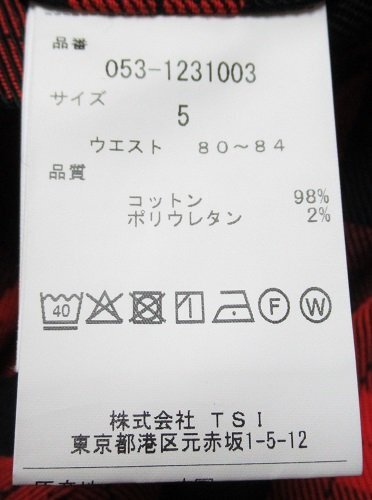 品番
053-1231003
サイズ
5
ウエスト 80～84
品質
コットン 98%
ポリウレタン 2%
40 F W
株式会社 TSI
東京都港区元赤坂1-5-12